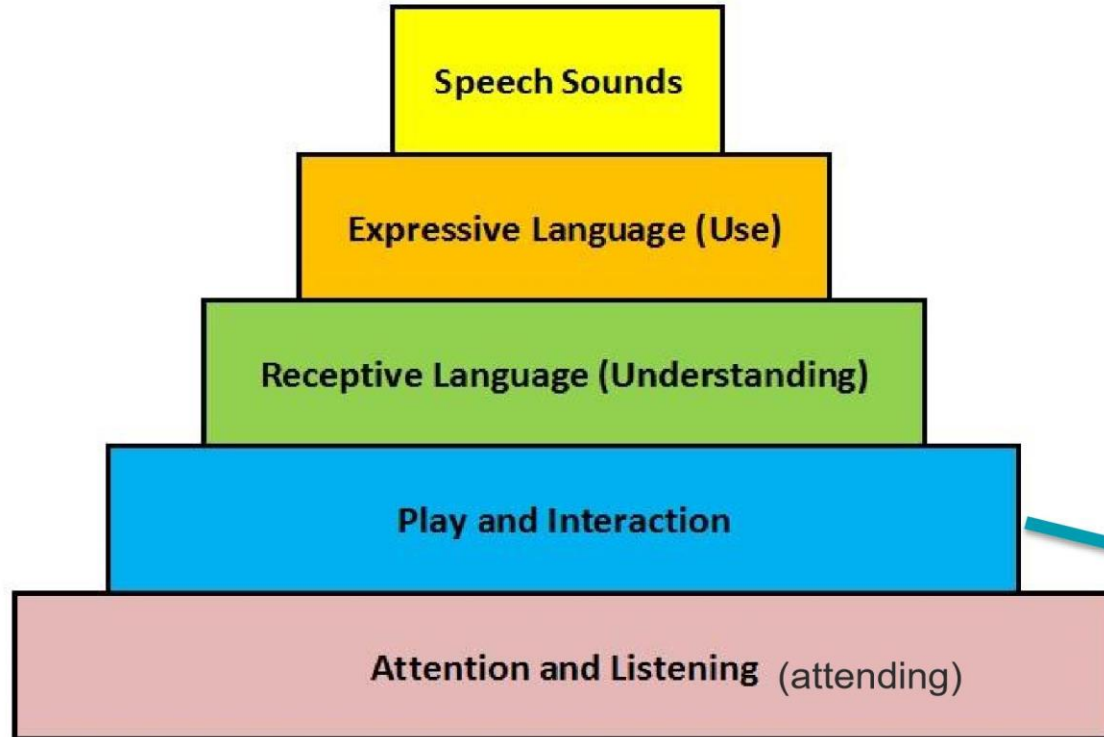 Speech Sounds
Expressive Language (Use)
Receptive Language (Understanding)
Play and Interaction
Attention and Listening (attending)